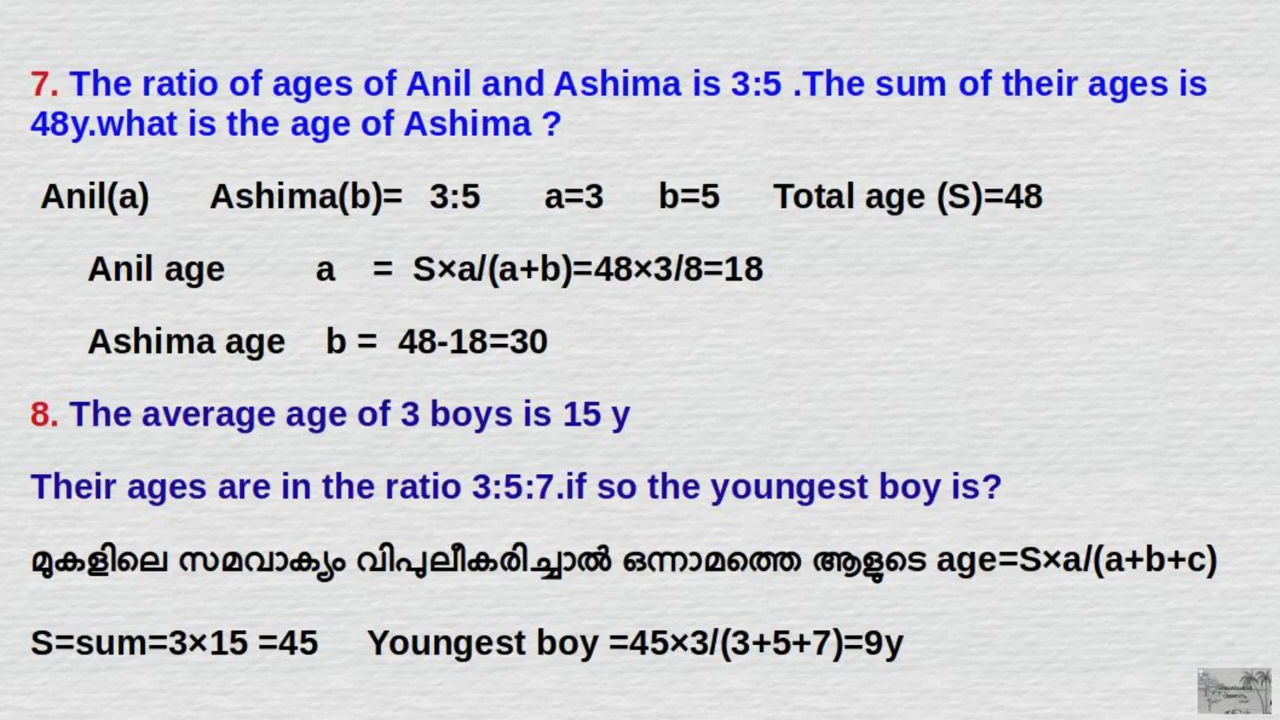 7. The ratio of ages of Anil and Ashima is 3:5 .The sum of their ages is
48y.what is the age of Ashima ?
Anil(a) Ashima(b)= 3:5 a=3 b=5 Total age (S)=48
Anil age a = S×a/(a+b)=48×3/8=18
Ashima age b = 48-18=30
8. The average age of 3 boys is 15 y
Their ages are in the ratio 3:5:7.if so the youngest boy is?
മുകളിലെ സമവാക്യം വിപുലീകരിച്ചാൽ ഒന്നാമത്തെ ആളുടെ age=S×a/(a+b+c)
S=sum=3×15 =45 Youngest boy =45×3/(3+5+7)=9y